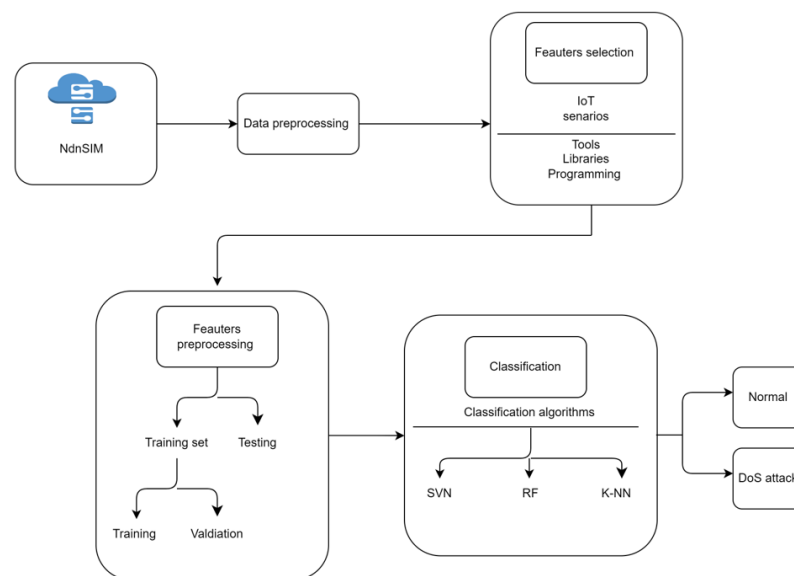 NdnSIM
Data preprocessing
Feauters selection
IoT
senarios
Tools
Libraries
Programming
Feauters
preprocessing
Training set
Testing
Training
Valdiation
Classification
Classification algorithms
SVN
RF
K-NN
Normal
DoS attack